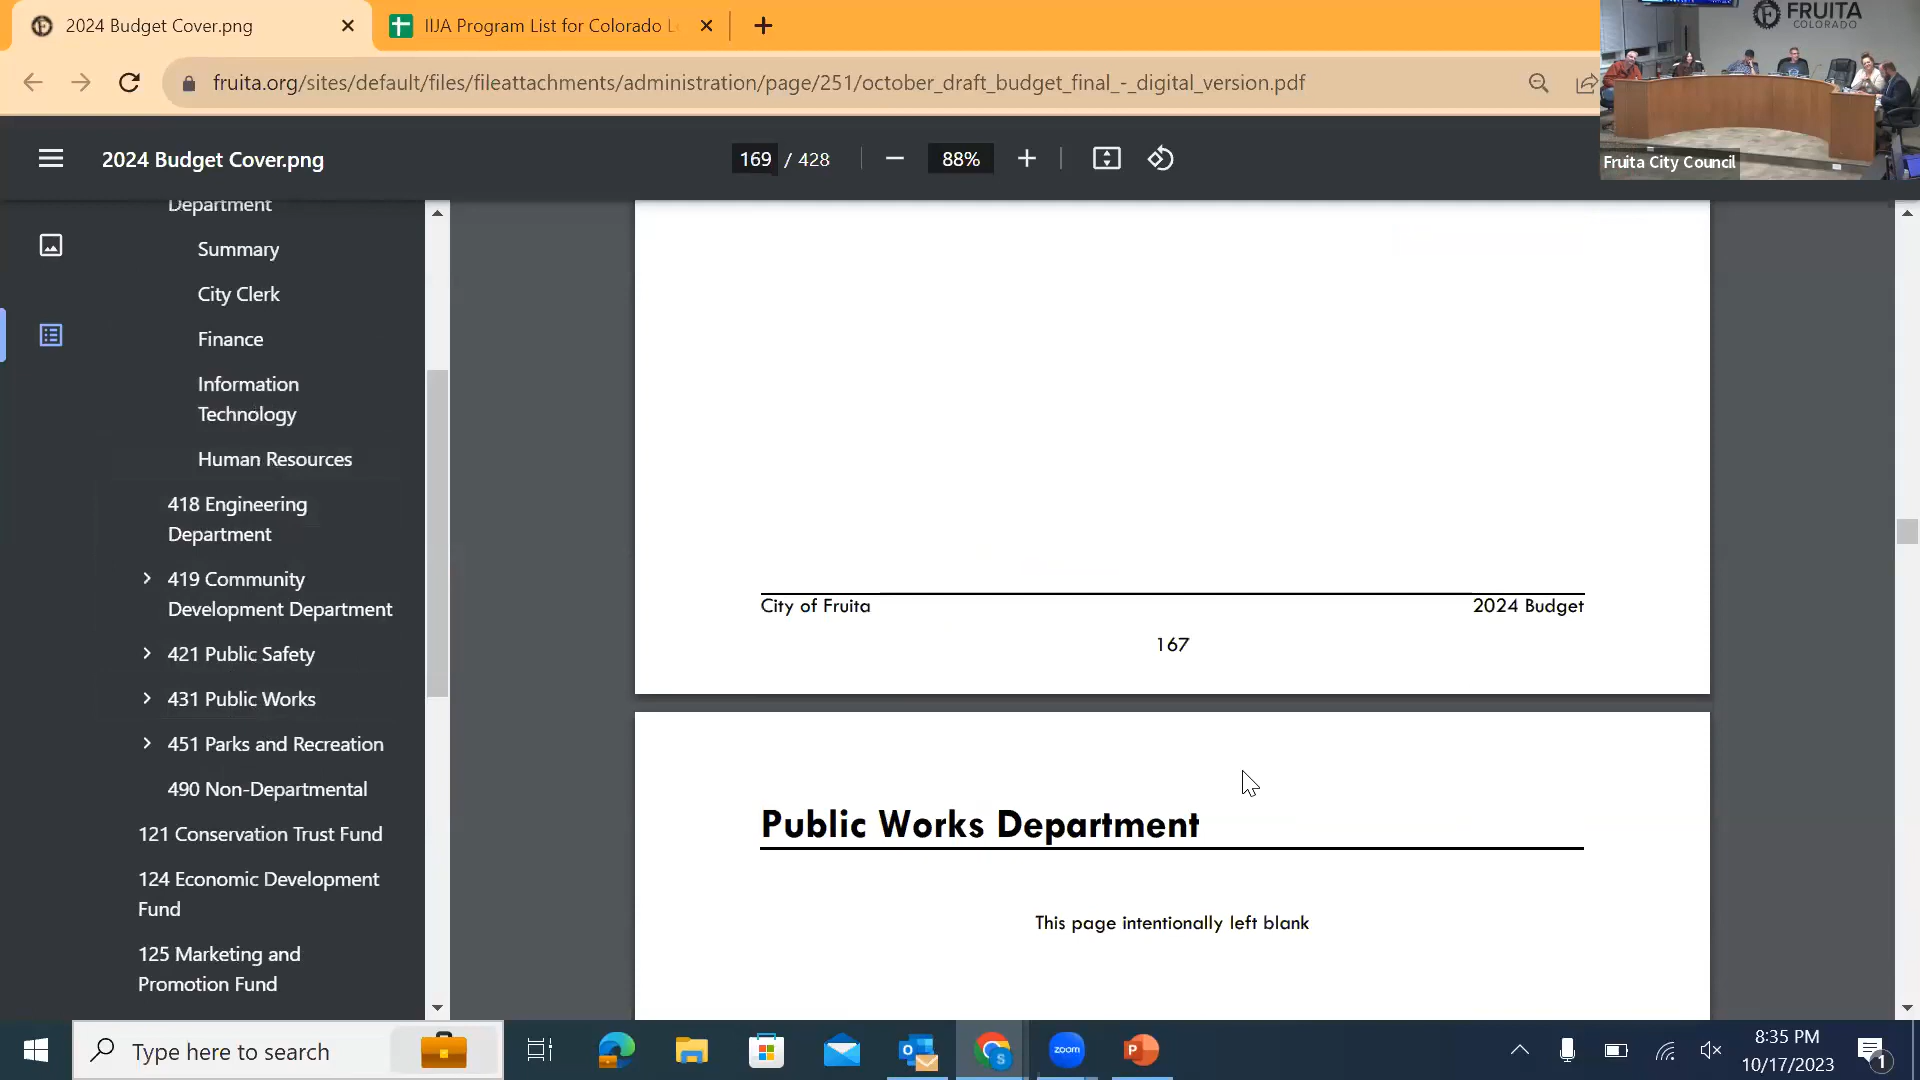 2024 Budget Cover.png
IIJA Program List for Colorado L
fruita.org/sites/default/files/fileattachments/administration/page/251/october_draft_budget_final_-_digital_version.pdf
FRUITA
COLORADO
Fruita City Council
2024 Budget Cover.png
169 / 428
88%
Department
Summary
City Clerk
Finance
Information
Technology
Human Resources
418 Engineering
Department
419 Community
Development Department
421 Public Safety
431 Public Works
451 Parks and Recreation
490 Non-Departmental
121 Conservation Trust Fund
124 Economic Development
Fund
125 Marketing and
Promotion Fund
City of Fruita
2024 Budget
167
Public Works Department
This page intentionally left blank
Type here to search
zoom
8:35 PM
10/17/2023
1